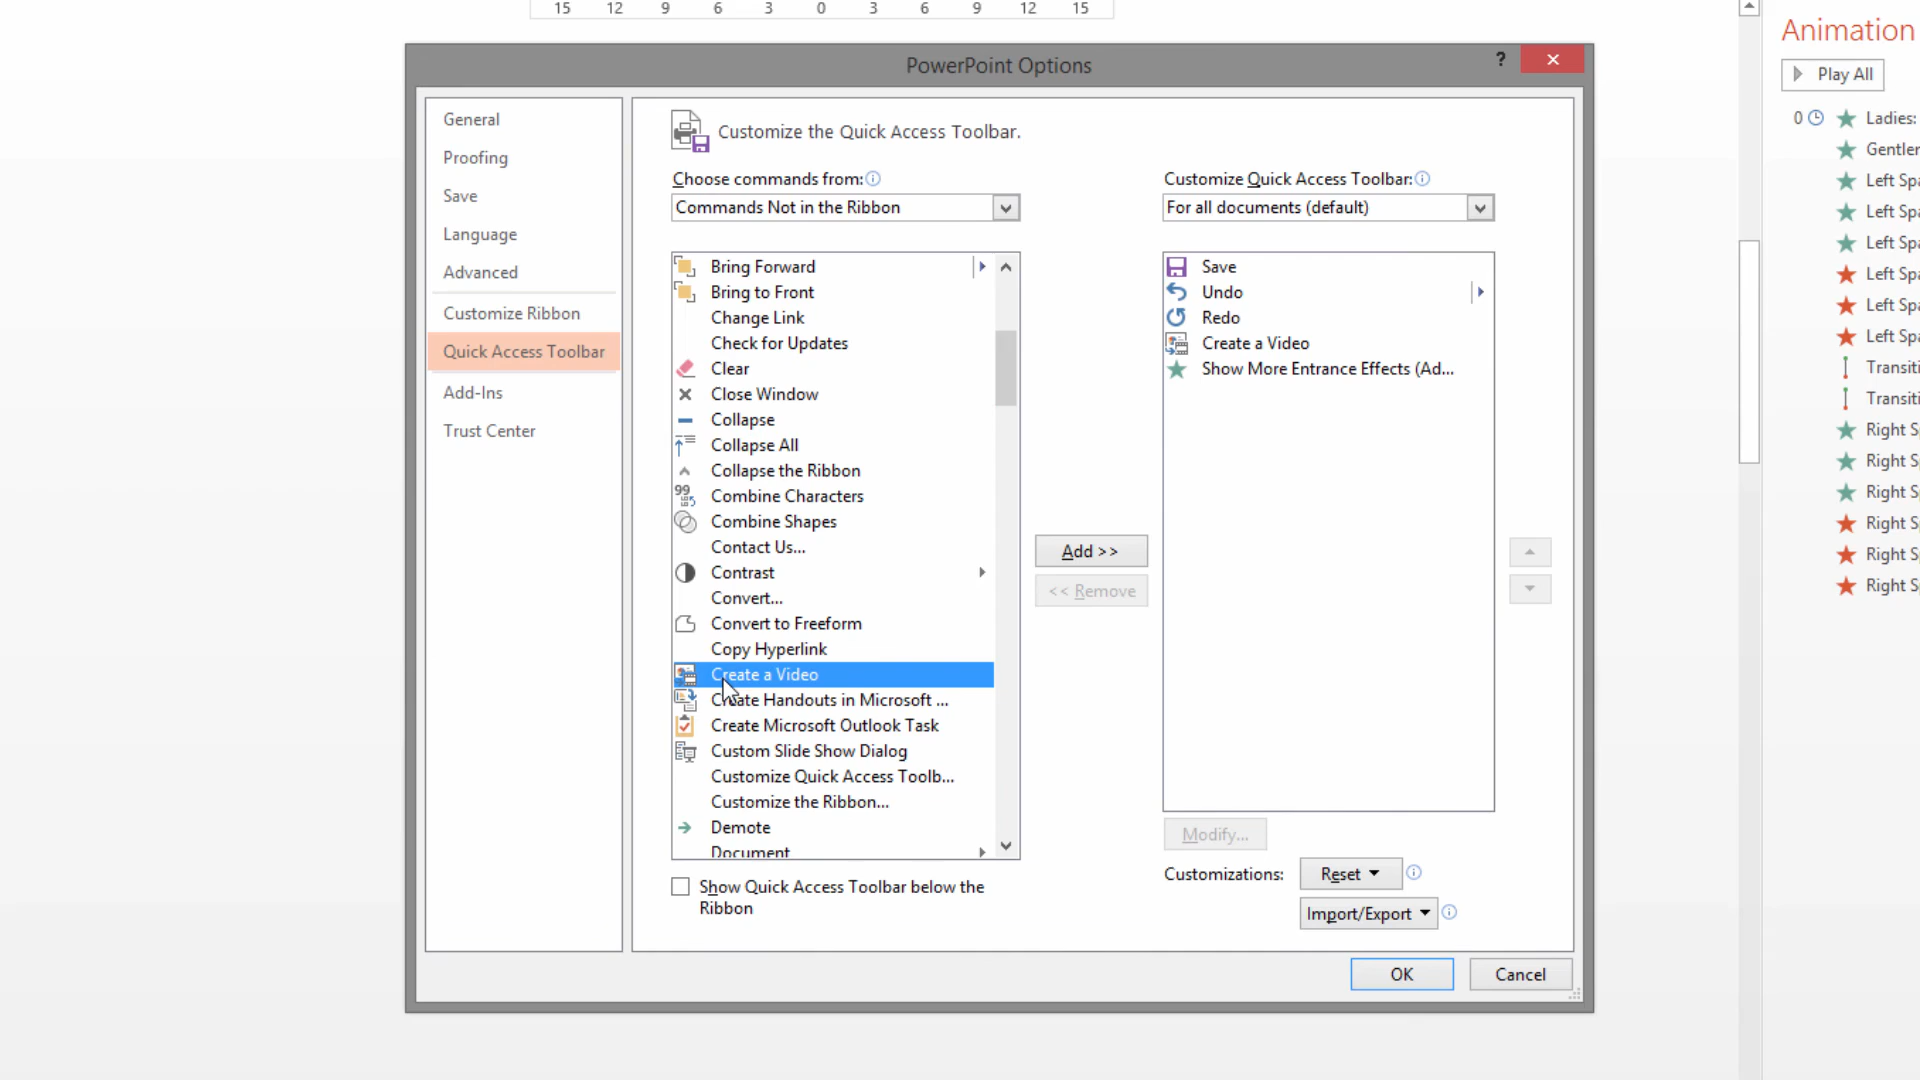 15 12 9 6 3 0 3 6 9 12 15
PowerPoint Options
?
General
Proofing
Save
Language
Advanced
Customize Ribbon
Quick Access Toolbar
Add-Ins
Trust Center
Customize the Quick Access Toolbar.
Choose commands from:
Commands Not in the Ribbon
Bring Forward
Bring to Front
Change Link
Check for Updates
Clear
Close Window
Collapse
Collapse All
Collapse the Ribbon
Combine Characters
Combine Shapes
Contact Us...
Contrast
Convert...
Convert to Freeform
Copy Hyperlink
Create a Video
Create Handouts in Microsoft ...
Create Microsoft Outlook Task
Custom Slide Show Dialog
Customize Quick Access Toolb...
Customize the Ribbon...
Demote
Document
Show Quick Access Toolbar below the
Ribbon
Add >>
<< Remove
Customize Quick Access Toolbar:
For all documents (default)
Save
Undo
Redo
Create a Video
Show More Entrance Effects (Ad...
Modify...
Customizations:
Reset
Import/Export
OK
Cancel
Animation
Play All
0 Ladies:
Gentler
Left Spa
Left Spa
Left Spa
Left Spa
Left Spa
Left Spa
Transiti
Transiti
Right S
Right S
Right S
Right S
Right S
Right S